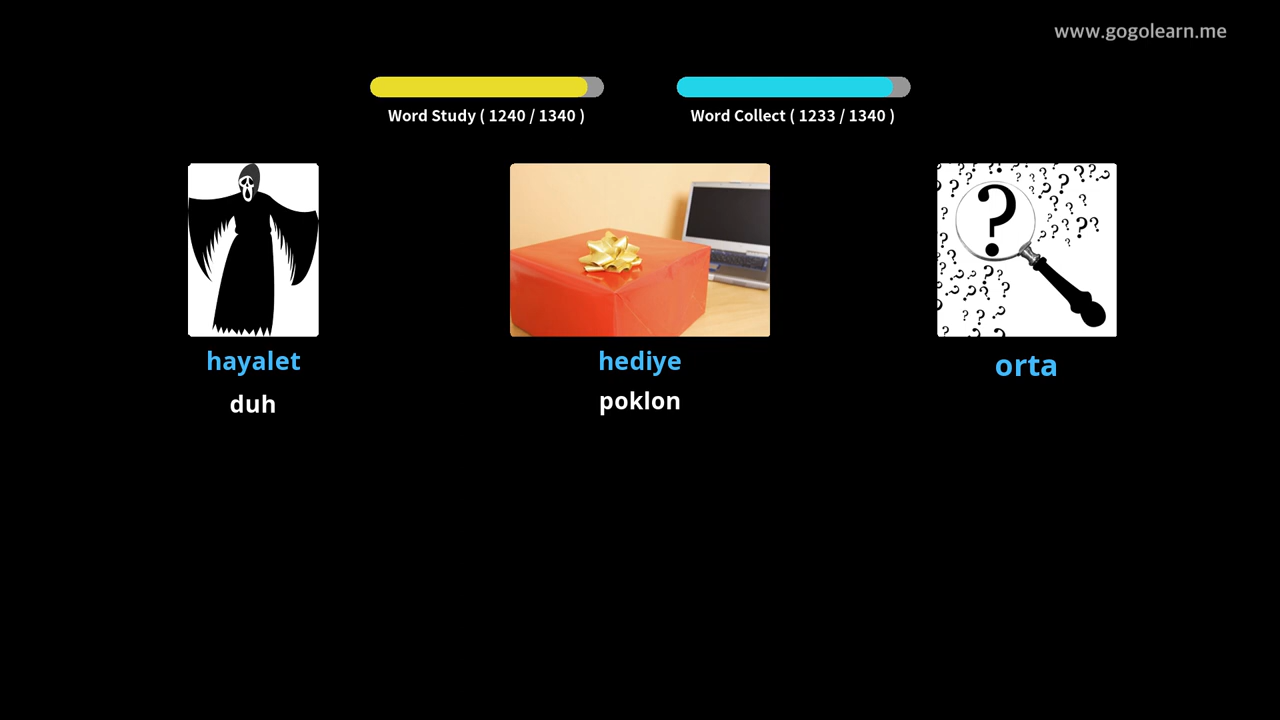 www.gogolearn.me
Word Study ( 1240 / 1340 )
Word Collect ( 1233 / 1340 )
hayalet
duh
hediye
poklon
orta